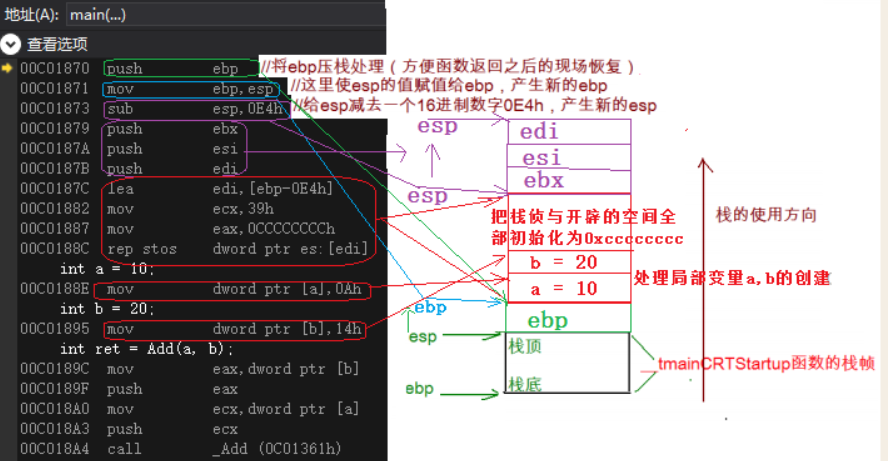 地址(A): main(...)
查看选项
00C01870 push ebp //将ebp压栈处理（方便函数返回之后的现场恢复）
00C01871 mov ebp,esp //这里使esp的值赋值给ebp，产生新的ebp
00C01873 sub esp,0E4h //给esp减去一个16进制数字0E4h，产生新的esp
00C01879 push ebx
00C0187A push esi
00C0187B push edi
00C0187C lea edi,[ebp-0E4h]
00C01882 mov ecx,39h
00C01887 mov eax,0CCCCCCCCh
00C0188C rep stos dword ptr es:[edi]
int a = 10;
00C0188E mov dword ptr [a],0Ah
int b = 20;
00C01895 mov dword ptr [b],14h
int ret = Add(a, b);
00C0189C mov eax,dword ptr [b]
00C0189F push eax
00C018A0 mov ecx,dword ptr [a]
00C018A3 push ecx
00C018A4 call _Add (0C01361h)
esp
edi
esi
ebx
esp
把栈侦与开辟的空间全
部初始化为0xcccccccc
b = 20
a = 10
处理局部变量a,b的创建
ebp
ebp
esp
栈顶
ebp
栈底
栈的使用方向
__tmainCRTStartup函数的栈帧